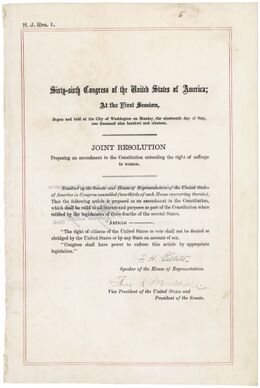 6
H. J. Res. 1.
Sixty-sixth Congress of the United States of America;
At the First Session,
Begun and held at the City of Washington on Monday, the nineteenth day of May,
one thousand nine hundred and nineteen.
JOINT RESOLUTION
Proposing an amendment to the Constitution extending the right of suffrage
to women.
Resolved by the Senate and House of Representatives of the United States
of America in Congress assembled (two-thirds of each House concurring therein),
That the following article is proposed as an amendment to the Constitution,
which shall be valid to all intents and purposes as part of the Constitution when
ratified by the legislatures of three-fourths of the several States.
"ARTICLE
"The right of citizens of the United States to vote shall not be denied or
abridged by the United States or by any State on account of sex.
"Congress shall have power to enforce this article by appropriate
legislation."
F. H. Gillett
Speaker of the House of Representatives.
Thos. R. Marshall
Vice President of the United States and
President of the Senate.